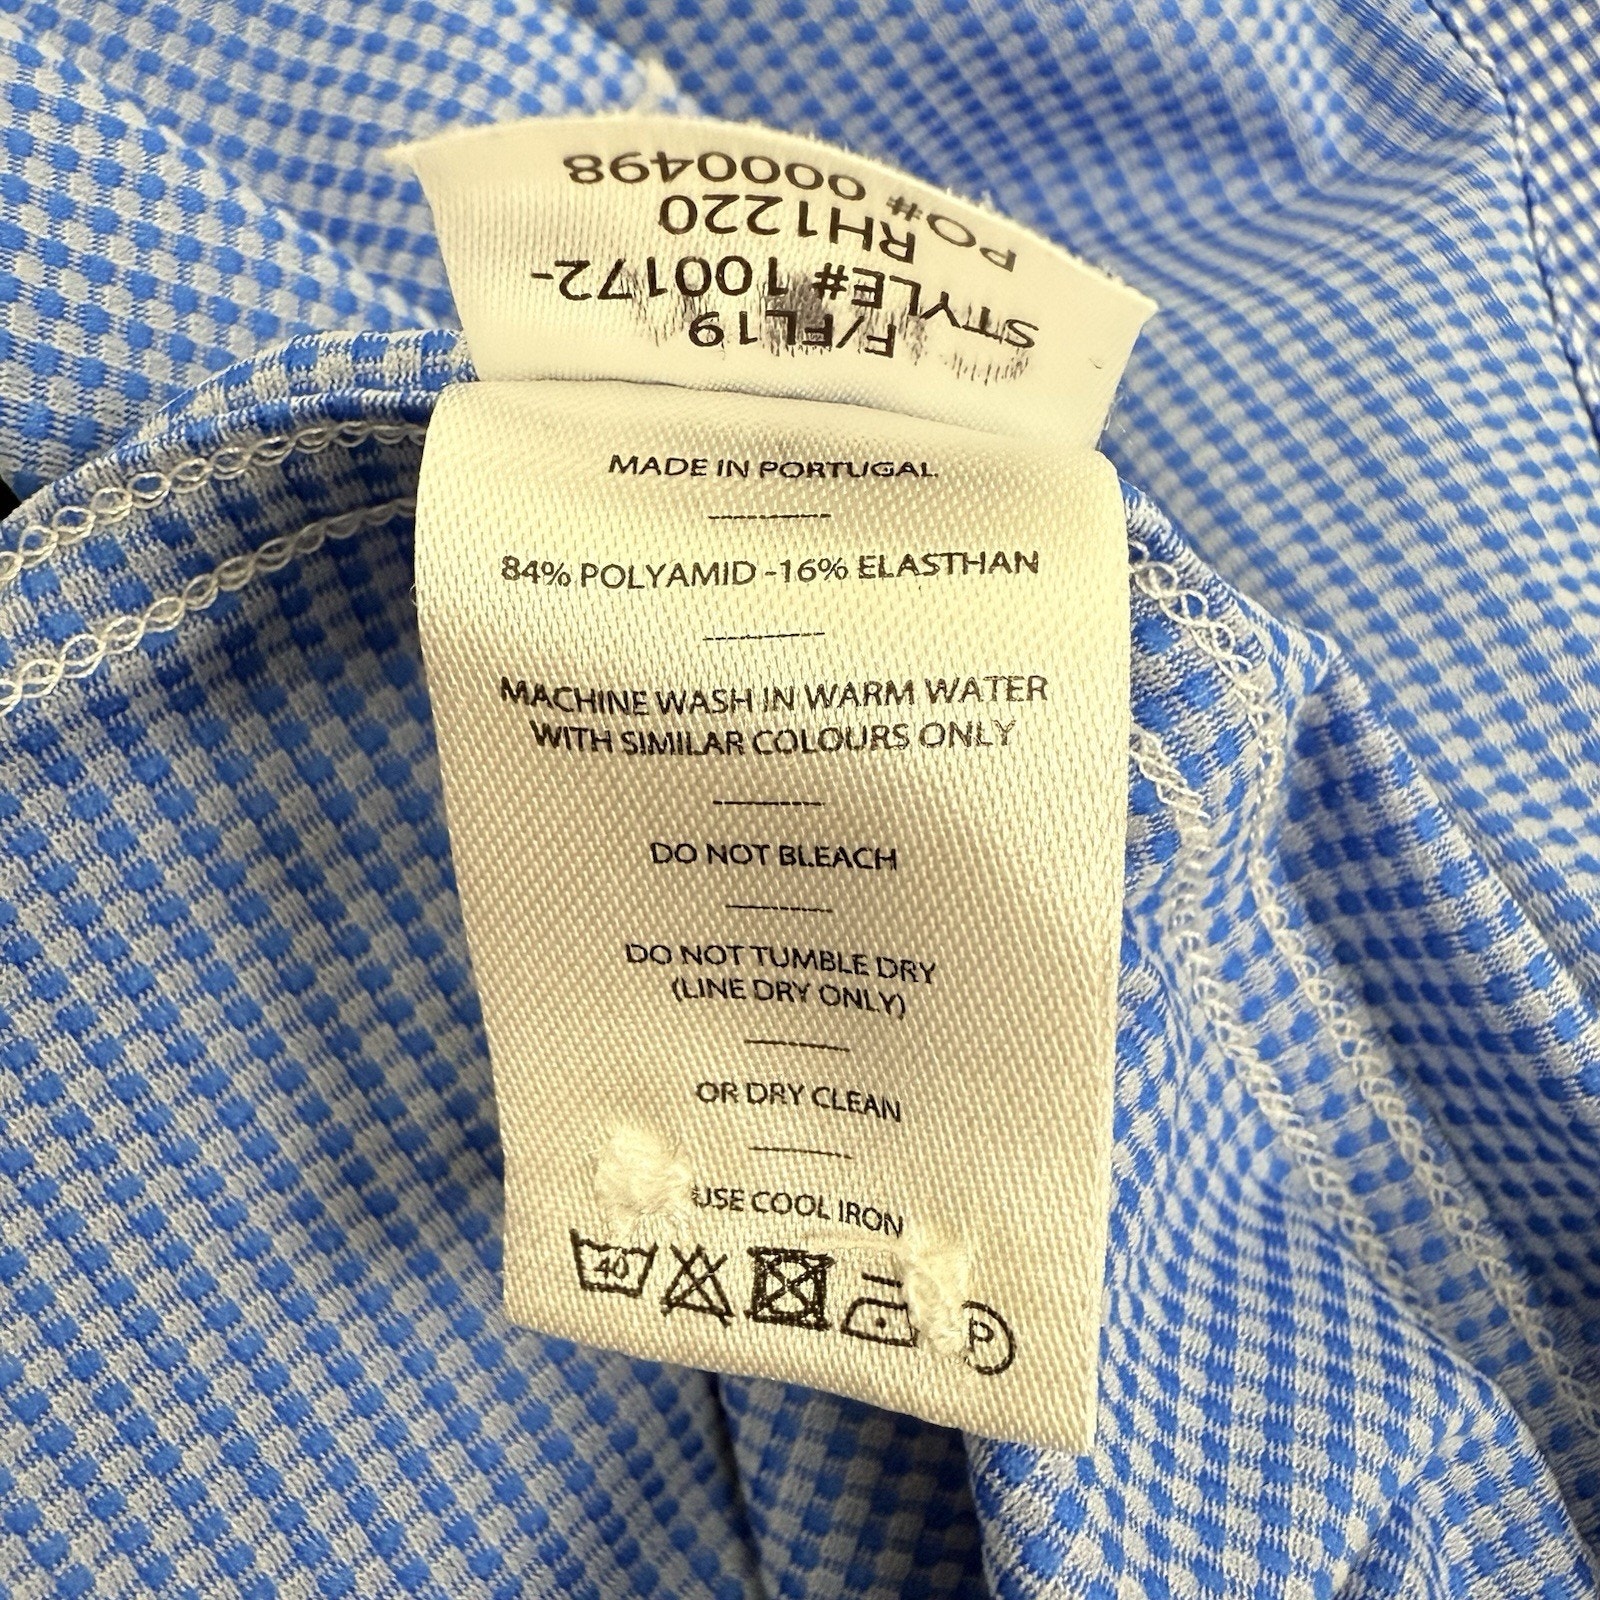 F/FL19
STYLE# 100172-
RH1220
PO# 0000498
MADE IN PORTUGAL
84% POLYAMID -16% ELASTHAN
MACHINE WASH IN WARM WATER
WITH SIMILAR COLOURS ONLY
DO NOT BLEACH
DO NOT TUMBLE DRY
(LINE DRY ONLY)
OR DRY CLEAN
USE COOL IRON
40
P